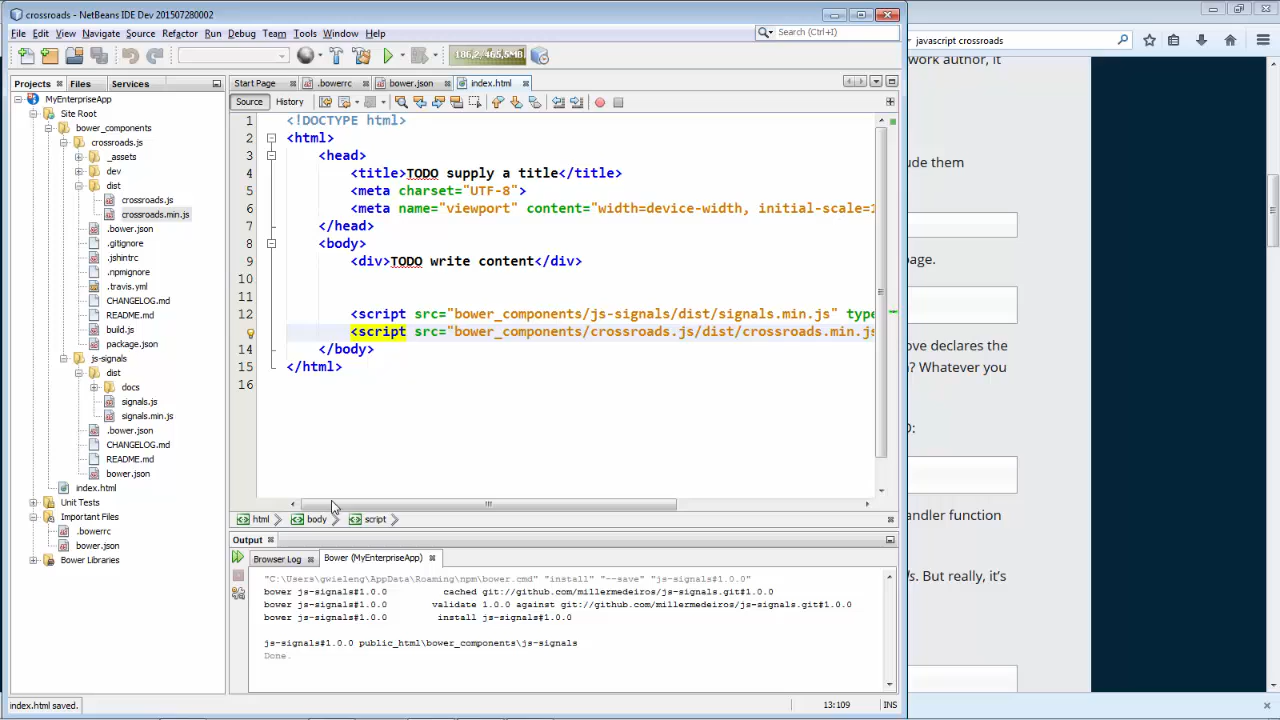 crossroads - NetBeans IDE Dev 201507280002
File Edit View Navigate Source Refactor Run Debug Team Tools Window Help
Search (Ctrl+I)
186.2/465.5MB
Projects Files Services
Start Page .bowerrc bower.json index.html
Source History
MyEnterpriseApp
Site Root
bower_components
crossroads.js
_assets
dev
dist
crossroads.js
crossroads.min.js
.bower.json
.gitignore
.jshintrc
.npmignore
.travis.yml
CHANGELOG.md
README.md
build.js
package.json
js-signals
dist
docs
signals.js
signals.min.js
.bower.json
CHANGELOG.md
README.md
bower.json
index.html
Unit Tests
Important Files
.bowerrc
bower.json
Bower Libraries
1 <!DOCTYPE html>
2 <html>
3 <head>
4 <title>TODO supply a title</title>
5 <meta charset="UTF-8">
6 <meta name="viewport" content="width=device-width, initial-scale=1
7 </head>
8 <body>
9 <div>TODO write content</div>
10
11
12 <script src="bower_components/js-signals/dist/signals.min.js" type
<script src="bower_components/crossroads.js/dist/crossroads.min.js
14 </body>
15 </html>
16
html body script
Output
Browser Log Bower (MyEnterpriseApp)
"C:\Users\gwieleng\AppData\Roaming\npm\bower.cmd" "install" "--save" "js-signals#1.0.0"
bower js-signals#1.0.0 cached git://github.com/millermedeiros/js-signals.git#1.0.0
bower js-signals#1.0.0 validate 1.0.0 against git://github.com/millermedeiros/js-signals.git#1.0.0
bower js-signals#1.0.0 install js-signals#1.0.0
js-signals#1.0.0 public_html\bower_components\js-signals
Done.
index.html saved.
13:109 INS
javascript crossroads
work author, it
ude them
page.
ove declares the
? Whatever you
O:
andler function
s. But really, it's